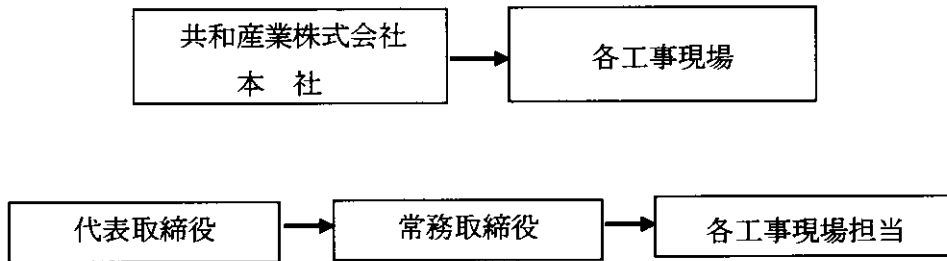 共和産業株式会社
本　社
各工事現場
代表取締役
常務取締役
各工事現場担当